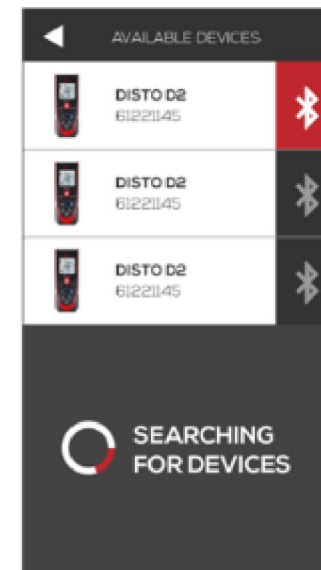 AVAILABLE DEVICES
DISTO D2
61221145
DISTO D2
61221145
DISTO D2
61221145
SEARCHING
FOR DEVICES